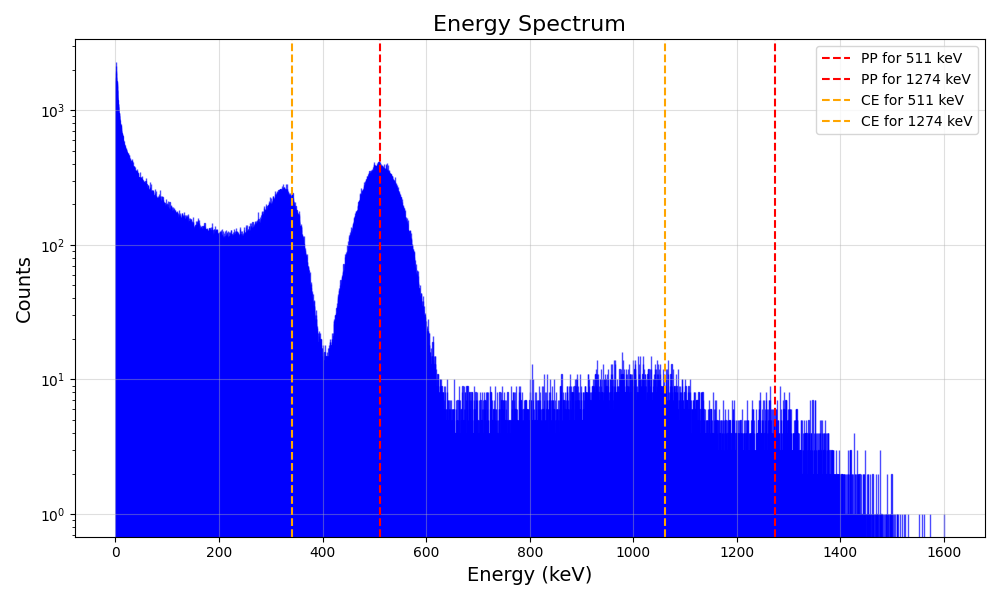 Energy Spectrum
PP for 511 keV
PP for 1274 keV
CE for 511 keV
CE for 1274 keV
Counts
10³
10²
10¹
10⁰
0 200 400 600 800 1000 1200 1400 1600
Energy (keV)